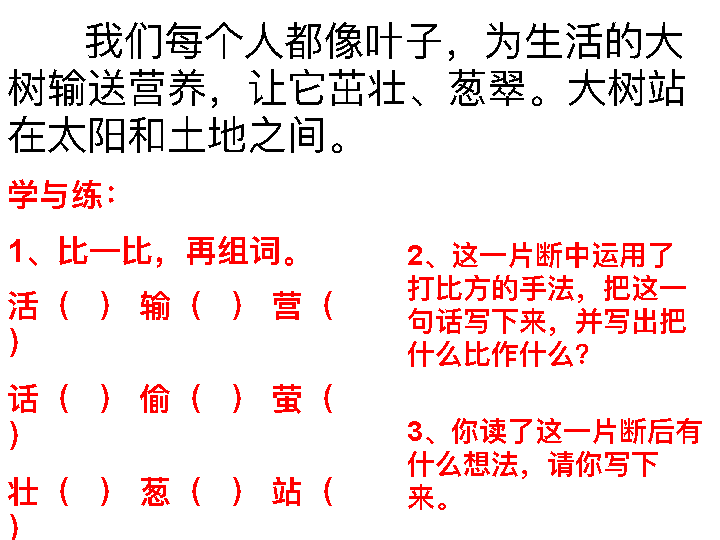 我们每个人都像叶子，为生活的大
树输送营养，让它茁壮、葱翠。大树站
在太阳和土地之间。
学与练：
1、比一比，再组词。
活（ ） 输（ ） 营（
）
话（ ） 偷（ ） 萤（
）
壮（ ） 葱（ ） 站（
）
2、这一片断中运用了
打比方的手法，把这一
句话写下来，并写出把
什么比作什么？
3、你读了这一片断后有
什么想法，请你写下
来。